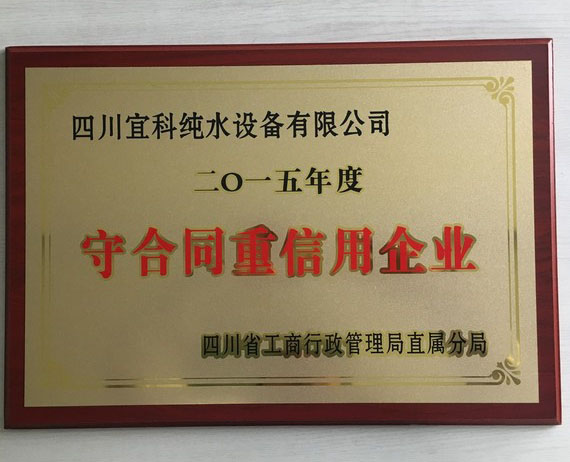 四川宜科纯水设备有限公司
二O一五年度
守合同重信用企业
四川省工商行政管理局直属分局